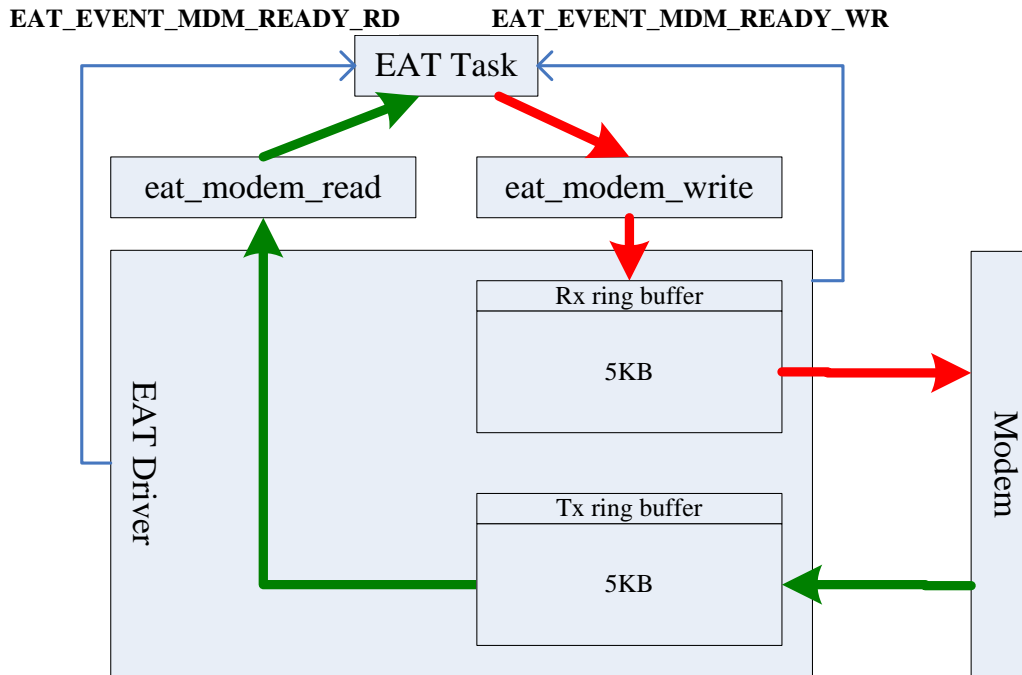 EAT_EVENT_MDM_READY_RD
EAT_EVENT_MDM_READY_WR
EAT Task
eat_modem_read
eat_modem_write
Rx ring buffer
5KB
EAT Driver
Modem
Tx ring buffer
5KB